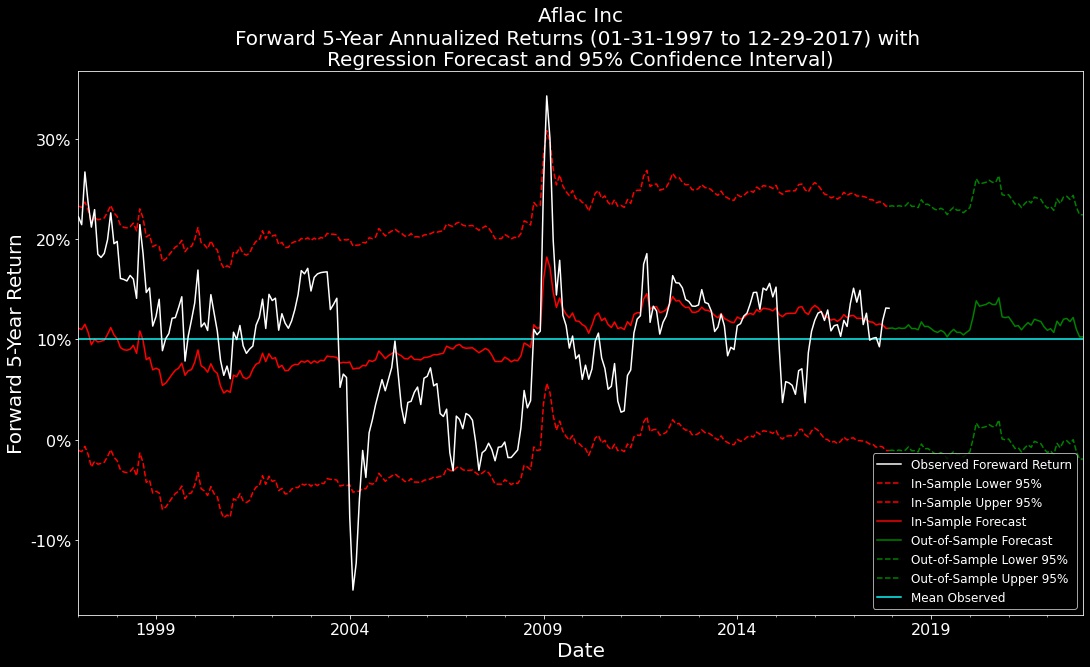 Aflac Inc
Forward 5-Year Annualized Returns (01-31-1997 to 12-29-2017) with
Regression Forecast and 95% Confidence Interval)
Forward 5-Year Return
30%
20%
10%
0%
-10%
Observed Foreward Return
In-Sample Lower 95%
In-Sample Upper 95%
In-Sample Forecast
Out-of-Sample Forecast
Out-of-Sample Lower 95%
Out-of-Sample Upper 95%
Mean Observed
1999
2004
2009
2014
2019
Date